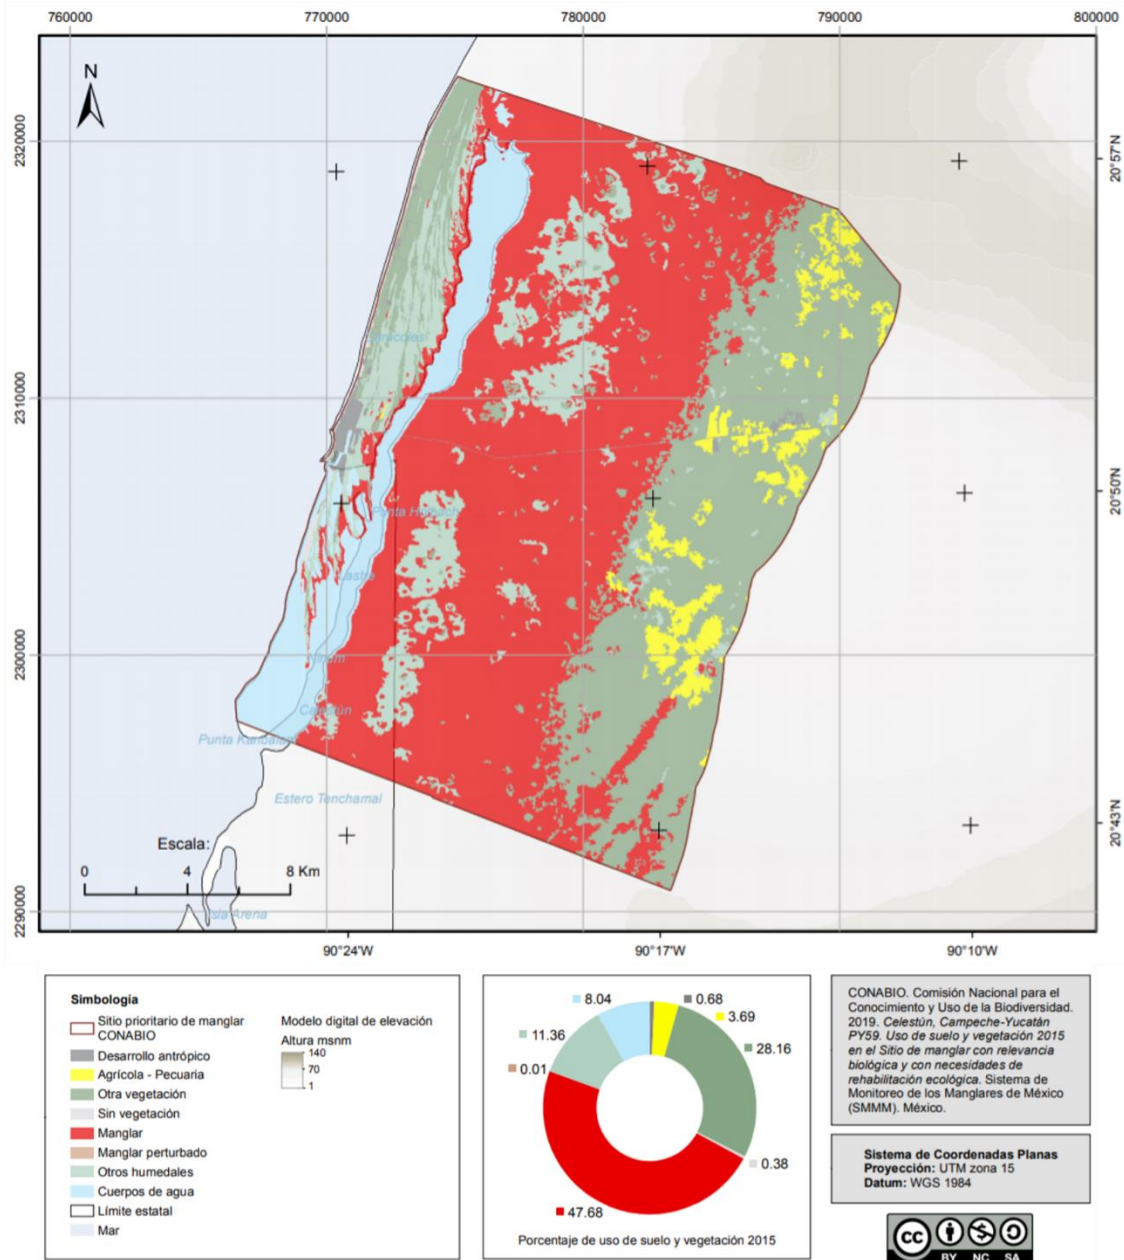 760000
770000
780000
790000
800000
N
2320000
2310000
2300000
2290000
20°57'N
20°50'N
20°43'N
Punta Kanbalam
Celestún
Estero Tenchamal
Isla Arena
Escala:
0 4 8 Km
90°24'W
90°17'W
90°10'W
Simbología
Sitio prioritario de manglar
CONABIO
Desarrollo antrópico
Agrícola - Pecuaria
Otra vegetación
Sin vegetación
Manglar
Manglar perturbado
Otros humedales
Cuerpos de agua
Límite estatal
Mar
Modelo digital de elevación
Altura msnm
140
70
1
8.04
0.68
3.69
11.36
28.16
0.01
0.38
47.68
Porcentaje de uso de suelo y vegetación 2015
CONABIO. Comisión Nacional para el
Conocimiento y Uso de la Biodiversidad.
2019. Celestún, Campeche-Yucatán
PY59. Uso de suelo y vegetación 2015
en el Sitio de manglar con relevancia
biológica y con necesidades de
rehabilitación ecológica. Sistema de
Monitoreo de los Manglares de México
(SMMM). México.
Sistema de Coordenadas Planas
Proyección: UTM zona 15
Datum: WGS 1984
cc
BY NC SA